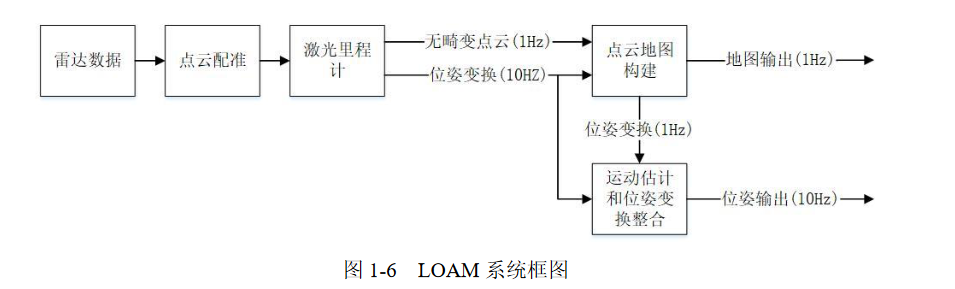 雷达数据
点云配准
激光里程
计
无畸变点云(1Hz)
位姿变换(10HZ)
点云地图
构建
地图输出(1Hz)
位姿变换(1Hz)
运动估计
和位姿变
换整合
位姿输出(10Hz)
图 1-6 LOAM 系统框图